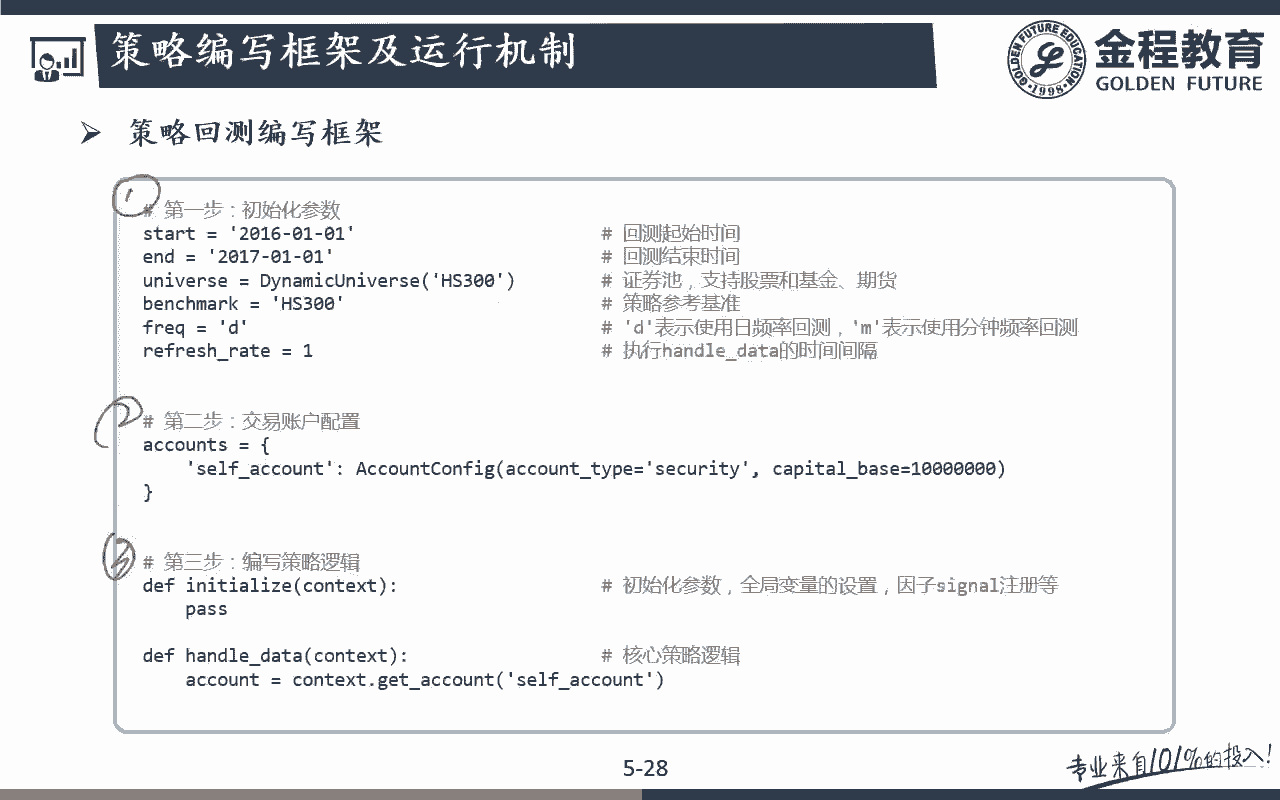 策略编写框架及运行机制
GOLDEN FUTURE EDUCATION
·1998·
金程教育
GOLDEN FUTURE
➢ 策略回测编写框架
1
# 第一步：初始化参数
start = '2016-01-01' # 回测起始时间
end = '2017-01-01' # 回测结束时间
universe = DynamicUniverse('HS300') # 证券池，支持股票和基金、期货
benchmark = 'HS300' # 策略参考基准
freq = 'd' # 'd'表示使用日频率回测，'m'表示使用分钟频率回测
refresh_rate = 1 # 执行handle_data的时间间隔
2
# 第二步：交易账户配置
accounts = {
'self_account': AccountConfig(account_type='security', capital_base=10000000)
}
3
# 第三步：编写策略逻辑
def initialize(context): # 初始化参数，全局变量的设置，因子signal注册等
pass
def handle_data(context): # 核心策略逻辑
account = context.get_account('self_account')
5-28
专业来自101%的投入!